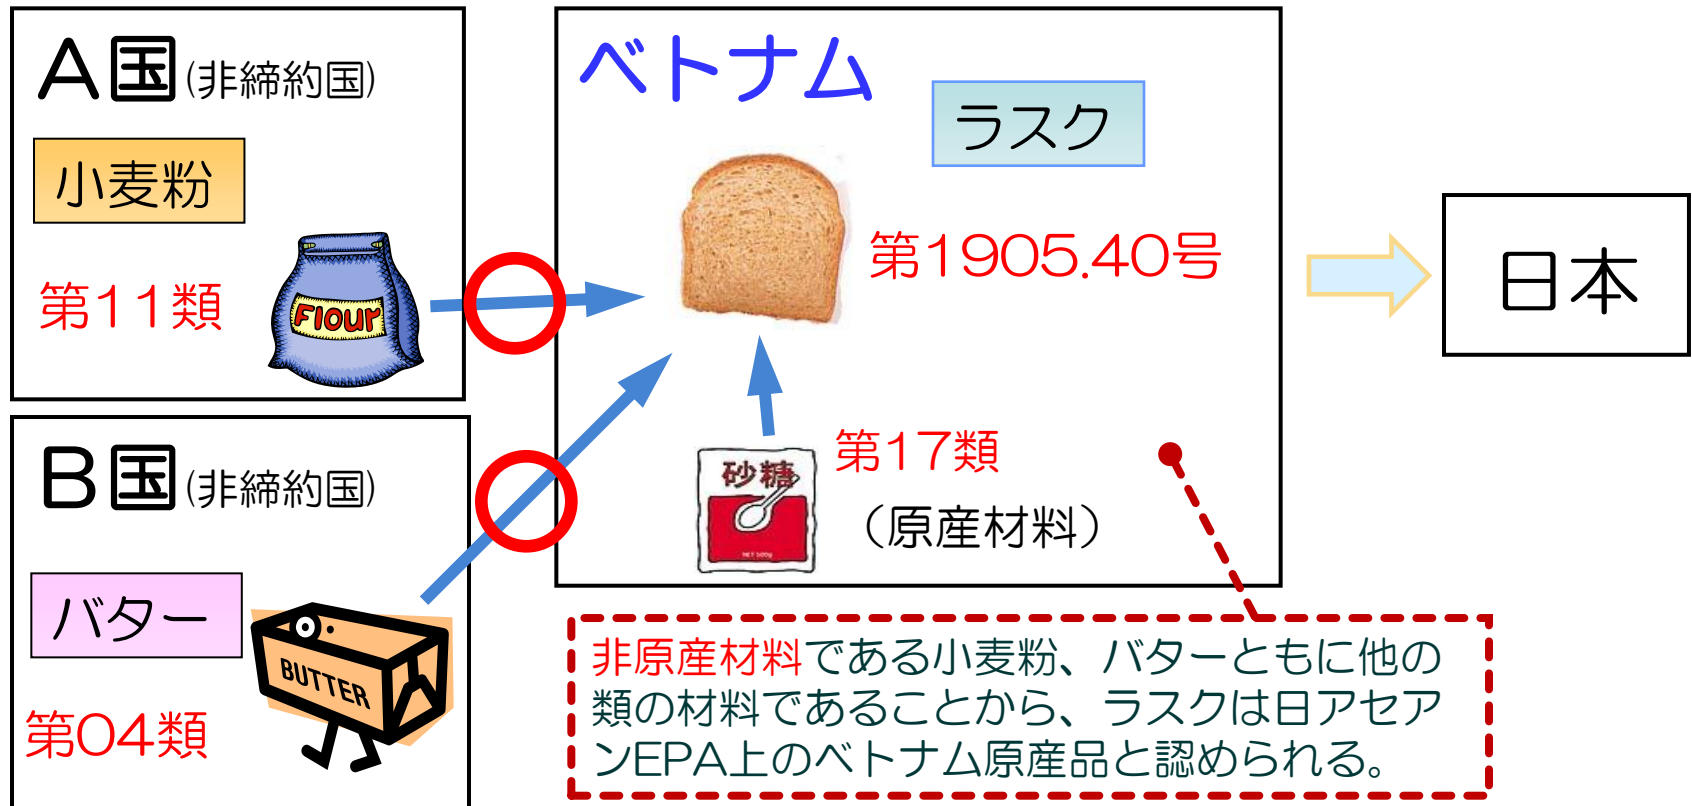 A国(非締約国)
小麦粉
第11類
Flour
B国(非締約国)
バター
BUTTER
第04類
ベトナム
ラスク
第1905.40号
第17類
(原産材料)
砂糖
NET 500g
日本
非原産材料である小麦粉、バターともに他の
類の材料であることから、ラスクは日アセア
ンEPA上のベトナム原産品と認められる。